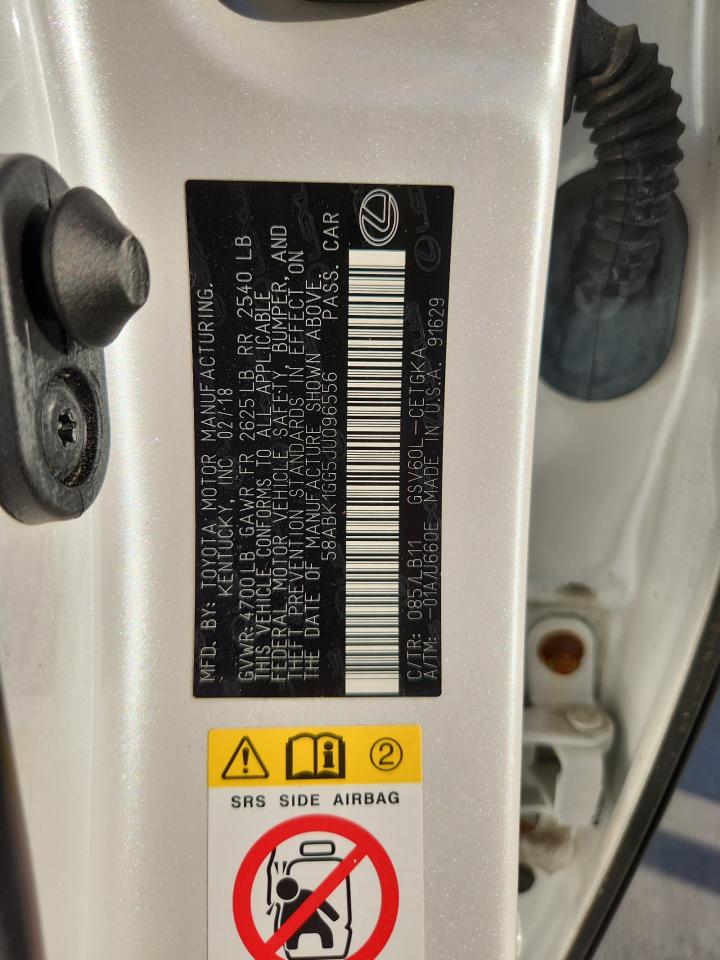 MFD. BY: TOYOTA MOTOR MANUFACTURING,
KENTUCKY, INC 02/18
GVWR: 4700LB GAWR FR 2625 LB RR 2540 LB
THIS VEHICLE CONFORMS TO ALL APPLICABLE
FEDERAL MOTOR VEHICLE SAFETY, BUMPER, AND
THEFT PREVENTION STANDARDS IN EFFECT ON
THE DATE OF MANUFACTURE SHOWN ABOVE.
58ABK1GG5JU096556 PASS. CAR
C/TR: 085/LB11 GSV60L-CETGKA
A/TM: -01A/U660E MADE IN U.S.A. 91629
2
SRS SIDE AIRBAG